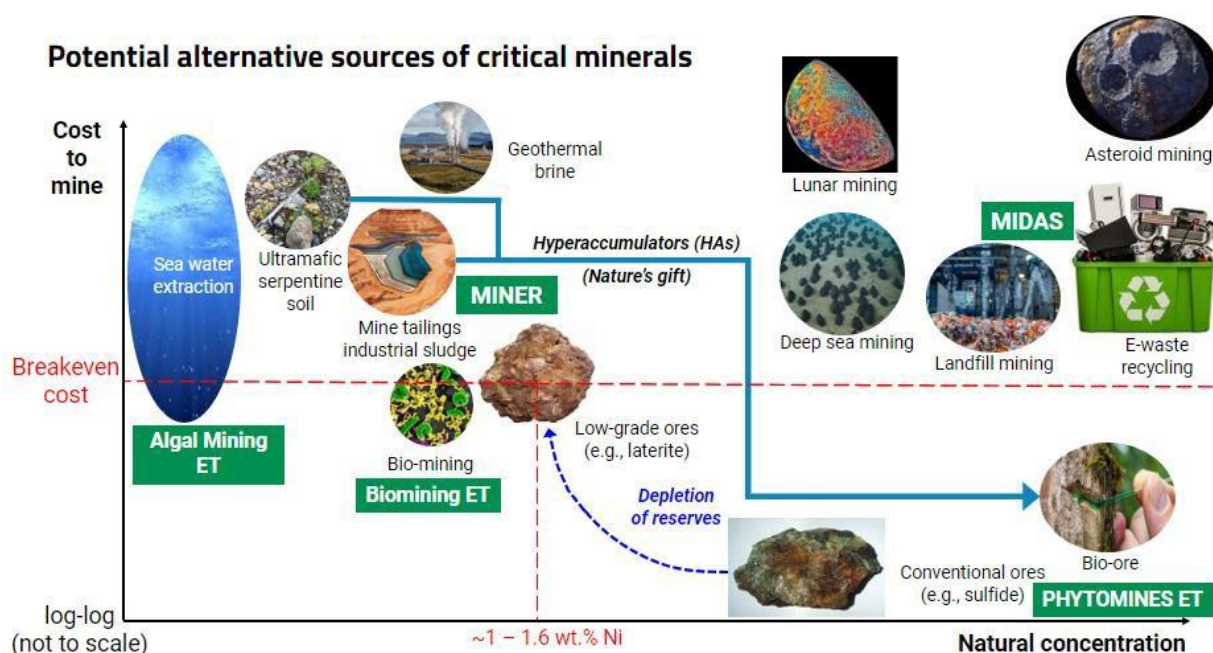 Potential alternative sources of critical minerals
Cost
to
mine
Geothermal
brine
Lunar mining
Asteroid mining
Sea water
extraction
Ultramafic
serpentine
soil
Hyperaccumulators (HAs)
(Nature's gift)
MINER
MIDAS
Mine tailings
industrial sludge
Deep sea mining
Landfill mining
E-waste
recycling
Breakeven
cost
Algal Mining
ET
Bio-mining
Biomining ET
Low-grade ores
(e.g., laterite)
Depletion
of reserves
Conventional ores
(e.g., sulfide)
Bio-ore
PHYTOMINES ET
log-log
(not to scale)
~1 – 1.6 wt.% Ni
Natural concentration